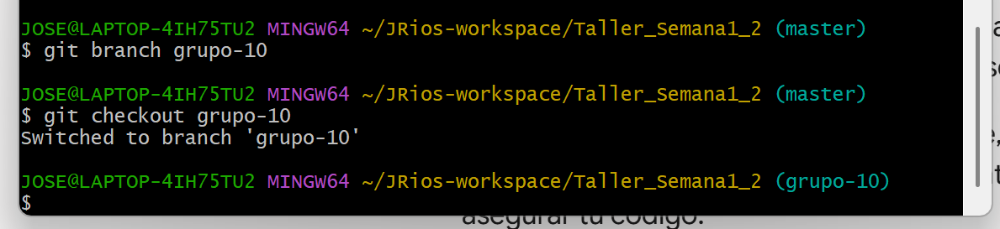 JOSE@LAPTOP-4IH75TU2 MINGW64 ~/JRios-workspace/Taller_Semana1_2 (master)
$ git branch grupo-10
JOSE@LAPTOP-4IH75TU2 MINGW64 ~/JRios-workspace/Taller_Semana1_2 (master)
$ git checkout grupo-10
Switched to branch 'grupo-10'
JOSE@LAPTOP-4IH75TU2 MINGW64 ~/JRios-workspace/Taller_Semana1_2 (grupo-10)
$
asegurar tu código.